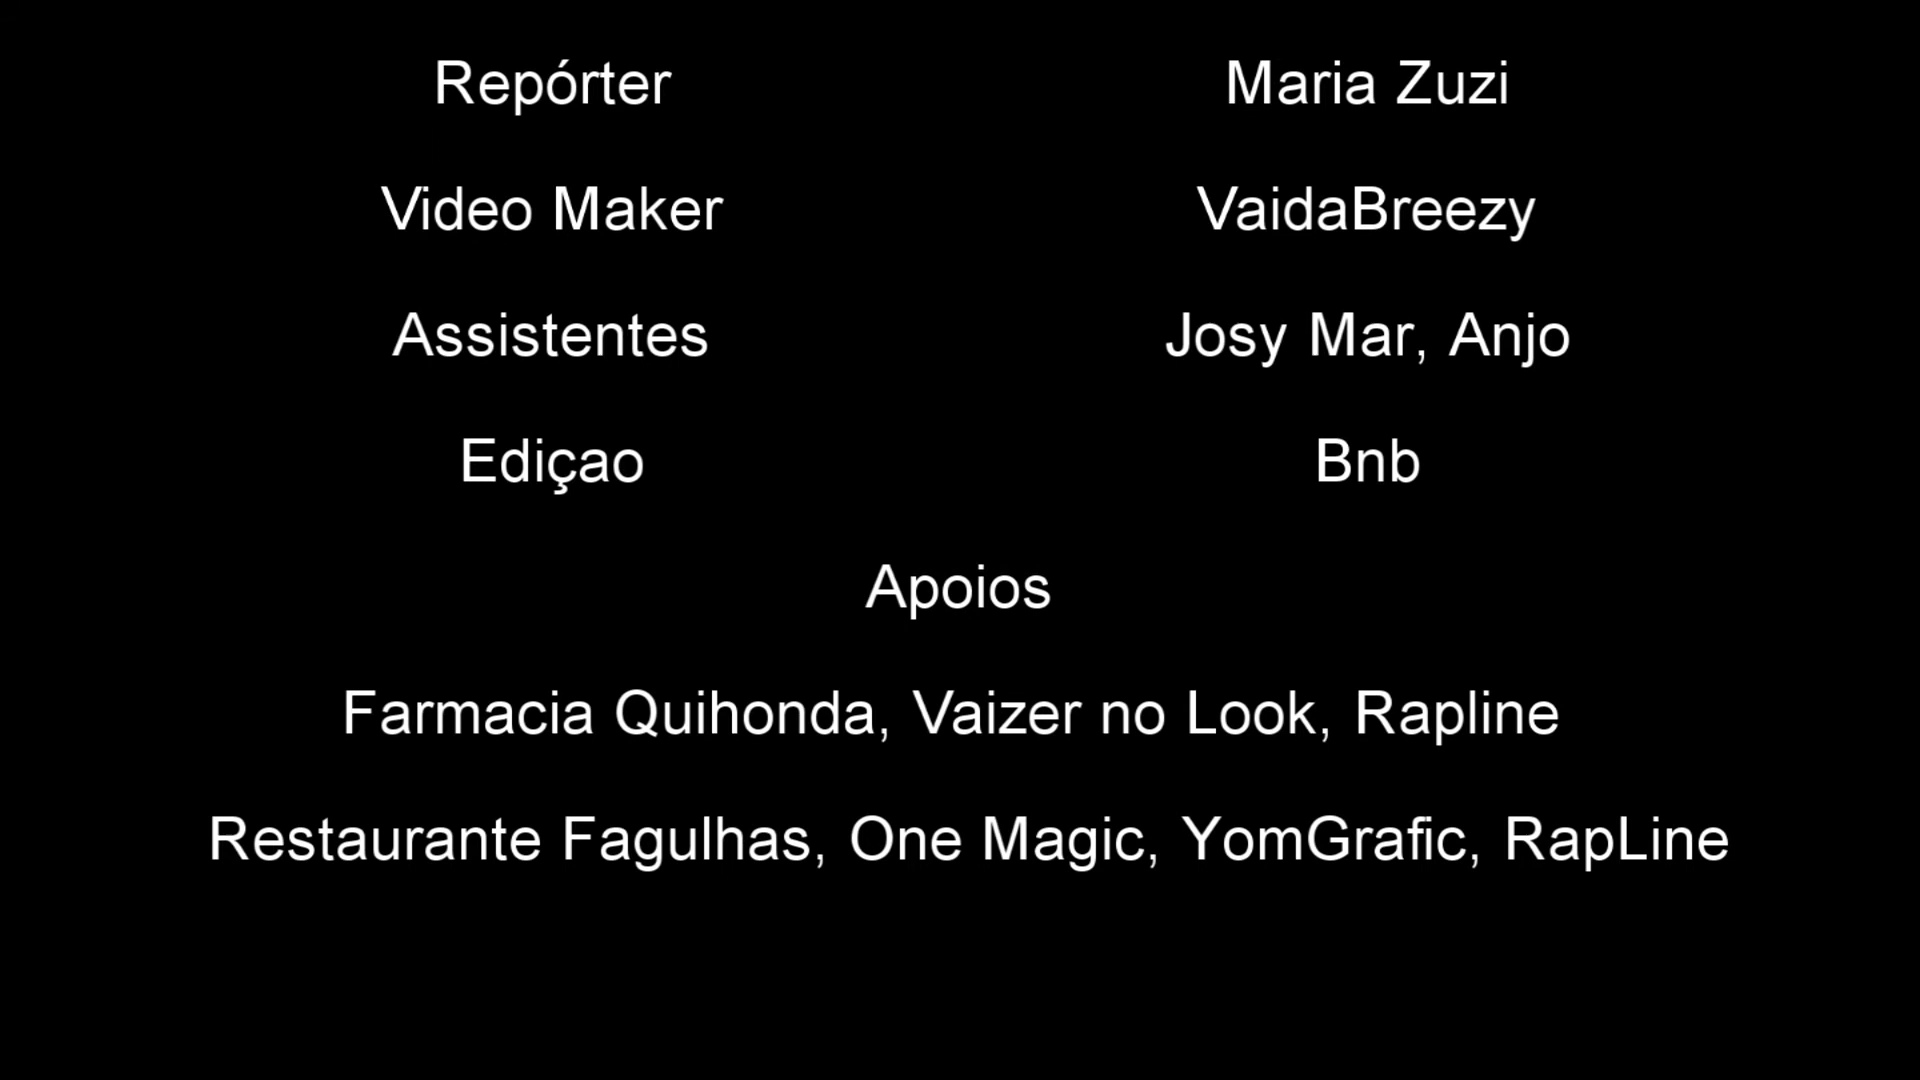 Repórter Maria Zuzi
Video Maker VaidaBreezy
Assistentes Josy Mar, Anjo
Ediçao Bnb
Apoios
Farmacia Quihonda, Vaizer no Look, Rapline
Restaurante Fagulhas, One Magic, YomGrafic, RapLine